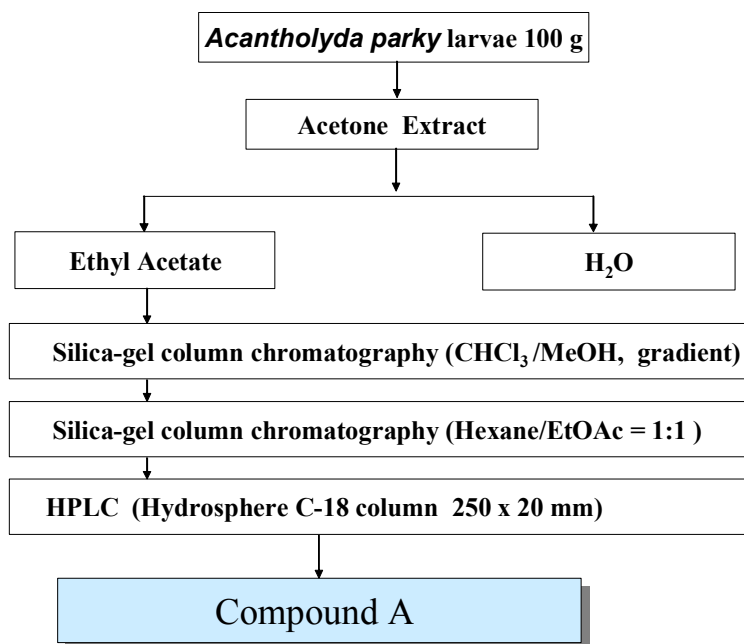 Acantholyda parky larvae 100 g
Acetone Extract
Ethyl Acetate
H₂O
Silica-gel column chromatography (CHCl₃/MeOH, gradient)
Silica-gel column chromatography (Hexane/EtOAc = 1:1 )
HPLC (Hydrosphere C-18 column 250 x 20 mm)
Compound A